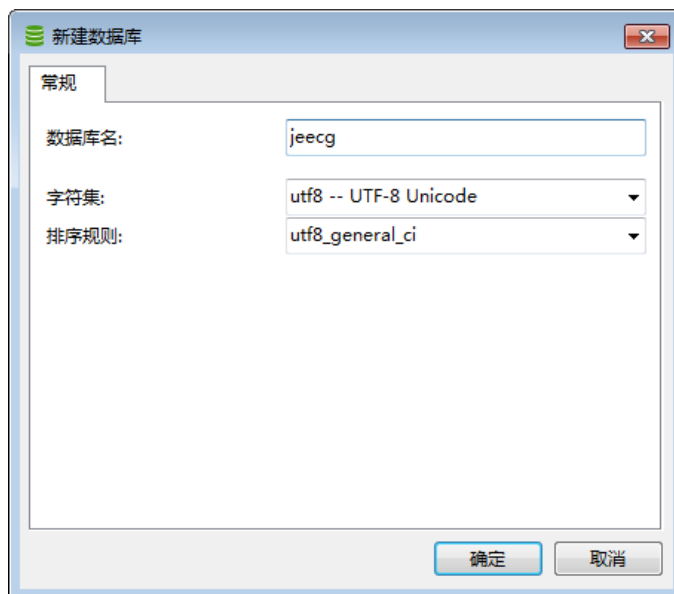 新建数据库
常规
数据库名: jeecg
字符集: utf8 -- UTF-8 Unicode
排序规则: utf8_general_ci
确定 取消